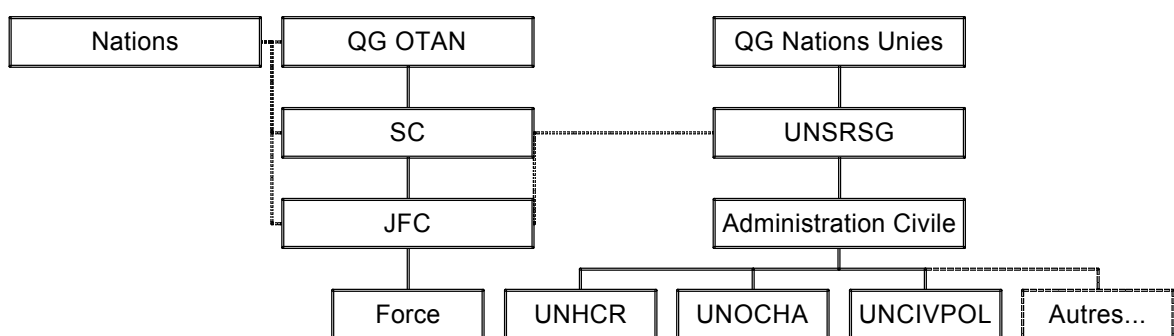 Nations
QG OTAN
QG Nations Unies
SC
UNSRSG
JFC
Administration Civile
Force
UNHCR
UNOCHA
UNCIVPOL
Autres...